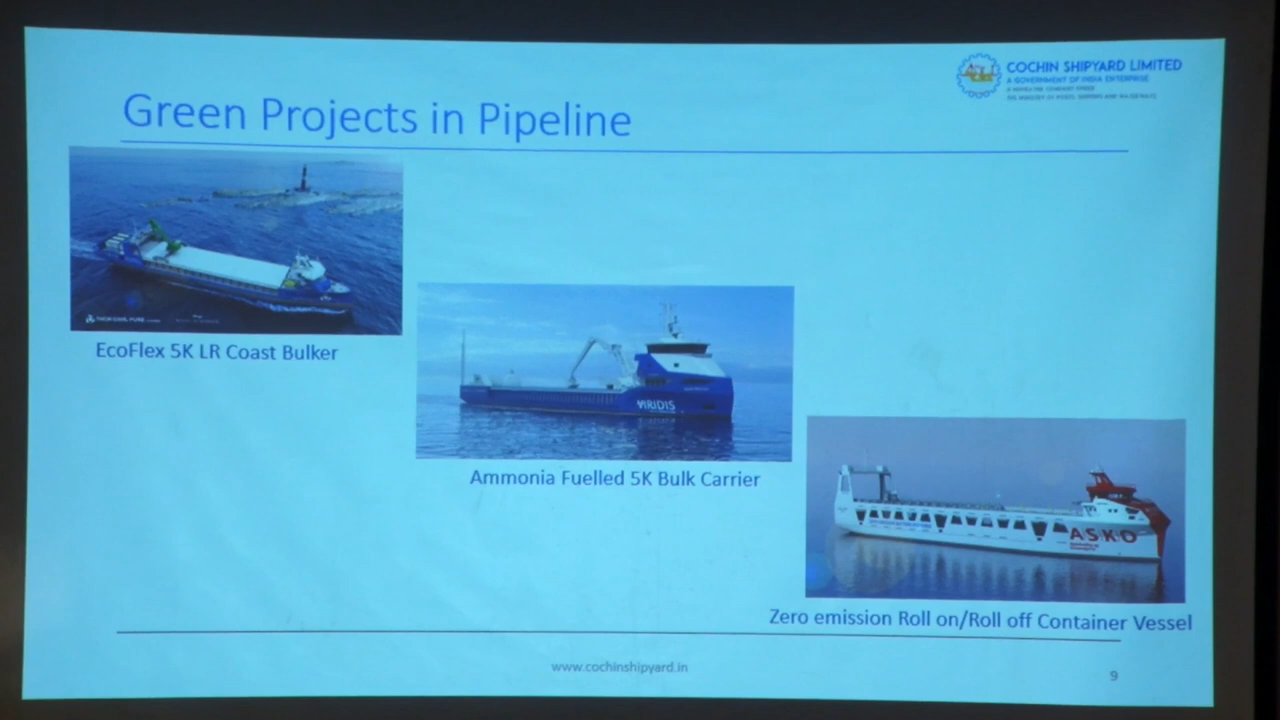 COCHIN SHIPYARD LIMITED
A GOVERNMENT OF INDIA ENTERPRISE
Green Projects in Pipeline
EcoFlex 5K LR Coast Bulker
VIRIDIS
Ammonia Fuelled 5K Bulk Carrier
ASKO
Zero emission Roll on/Roll off Container Vessel
www.cochinshipyard.in
9